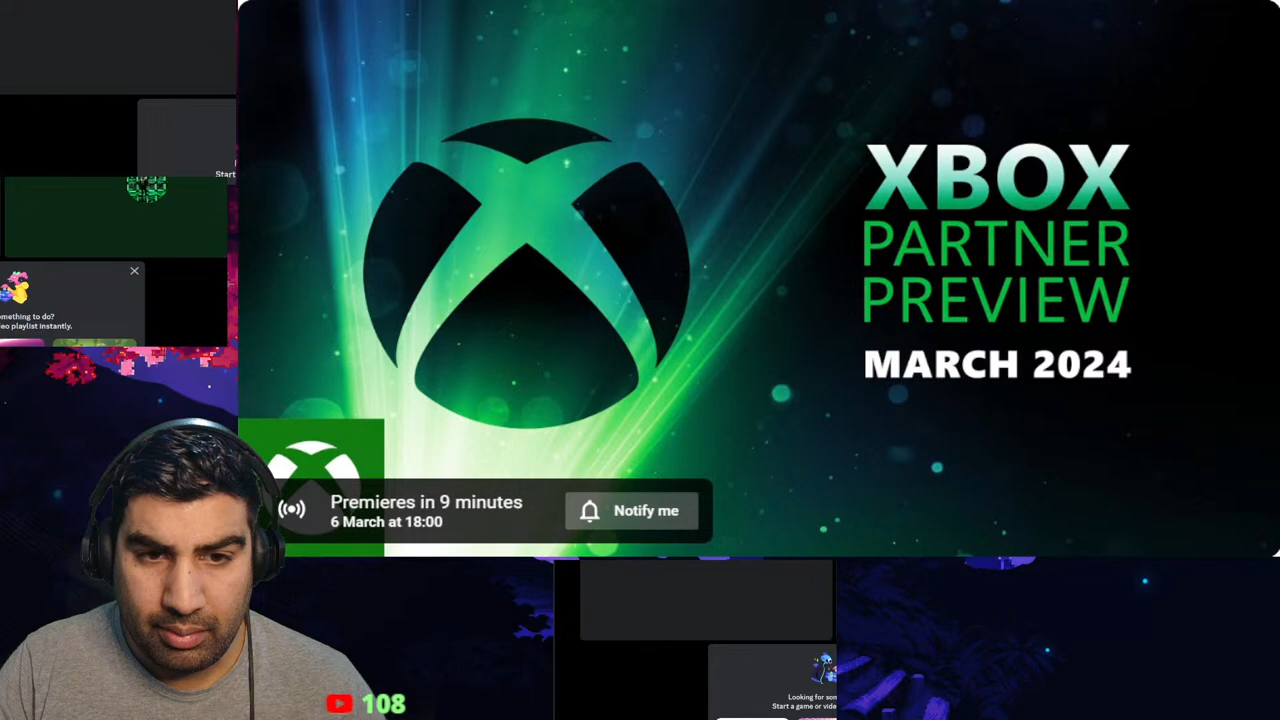 Start
mething to do?
eo playlist instantly.
XBOX
PARTNER
PREVIEW
MARCH 2024
Premieres in 9 minutes
6 March at 18:00
Notify me
108
Looking for som
Start a game or vide